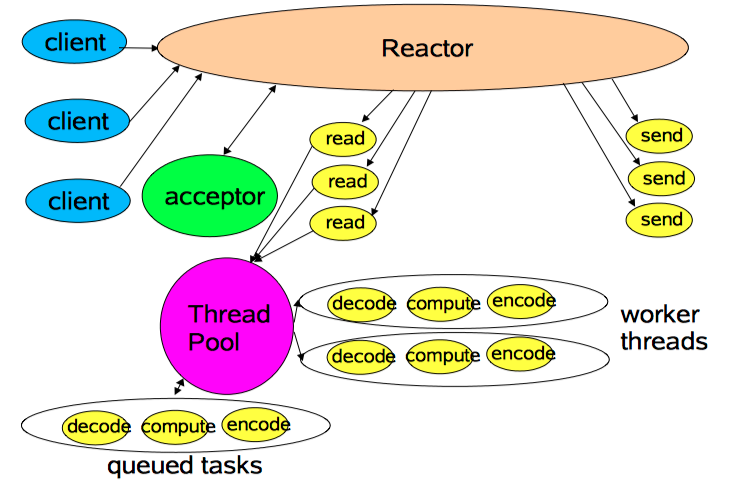 client
Reactor
client
client
acceptor
read
read
read
send
send
send
Thread
Pool
decode compute encode
decode compute encode
worker
threads
decode compute encode
queued tasks